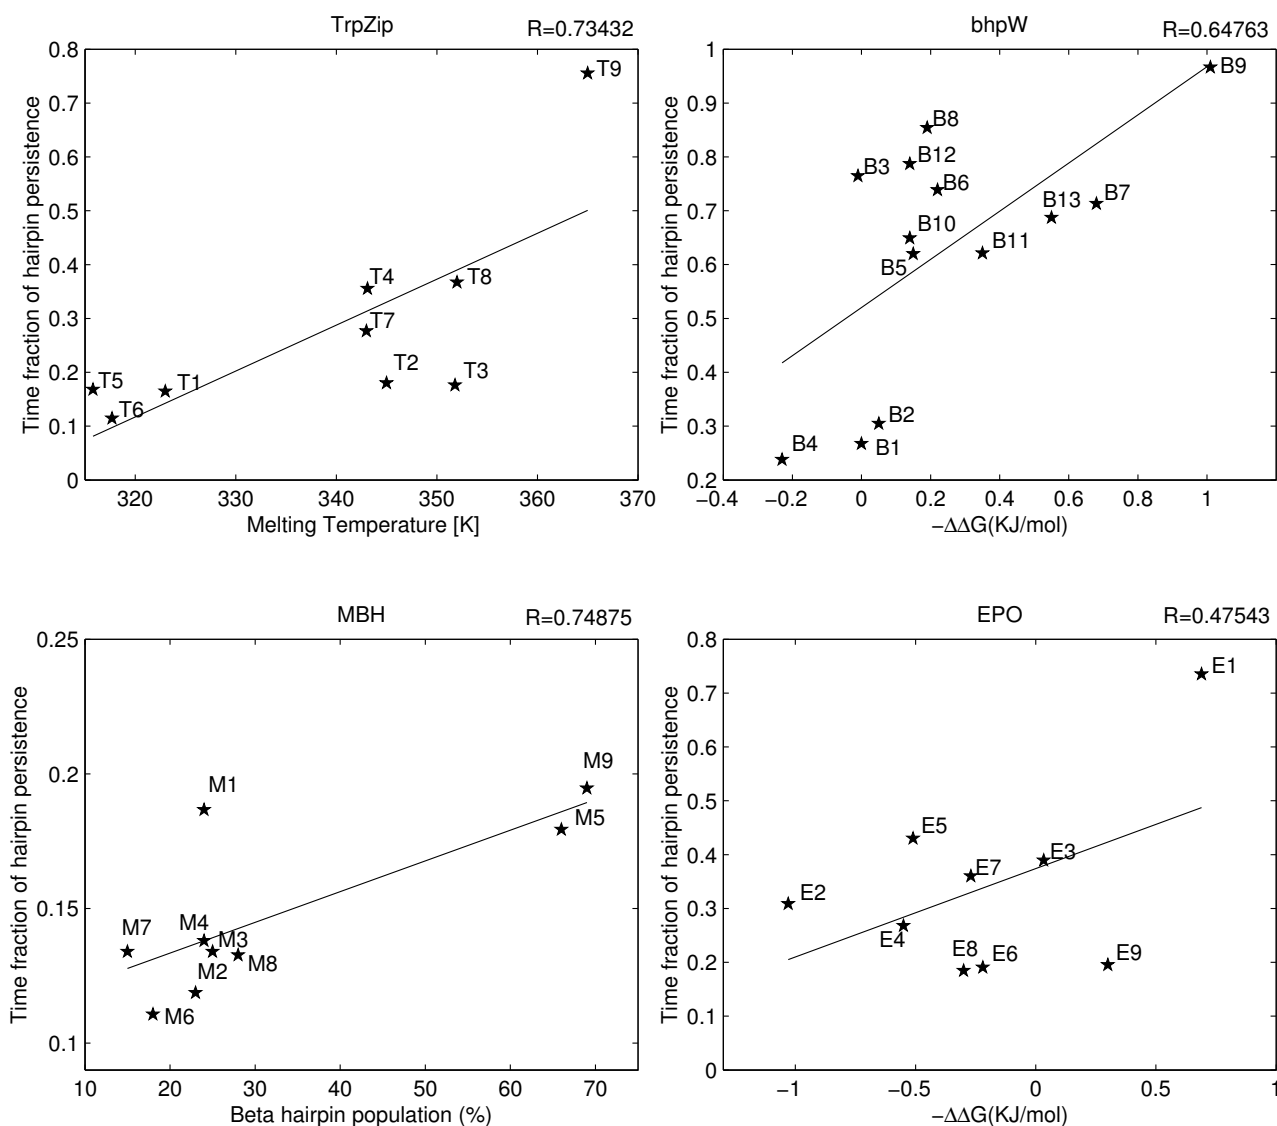 TrpZip
R=0.73432
0.8
0.7
0.6
0.5
0.4
0.3
0.2
0.1
0
Time fraction of hairpin persistence
T9
T4
T8
T7
T2
T3
T5
T1
T6
320
330
340
350
360
370
Melting Temperature [K]
bhpW
R=0.64763
1
0.9
0.8
0.7
0.6
0.5
0.4
0.3
0.2
Time fraction of hairpin persistence
B9
B8
B12
B3
B6
B13
B7
B10
B11
B5
B2
B4
B1
−0.4
−0.2
0
0.2
0.4
0.6
0.8
1
−ΔΔG(KJ/mol)
MBH
R=0.74875
0.25
0.2
0.15
0.1
Time fraction of hairpin persistence
M9
M1
M5
M7
M4
M3
M8
M2
M6
10
20
30
40
50
60
70
Beta hairpin population (%)
EPO
R=0.47543
0.8
0.7
0.6
0.5
0.4
0.3
0.2
0.1
0
Time fraction of hairpin persistence
E1
E5
E3
E7
E2
E4
E8
E6
E9
−1
−0.5
0
0.5
1
−ΔΔG(KJ/mol)